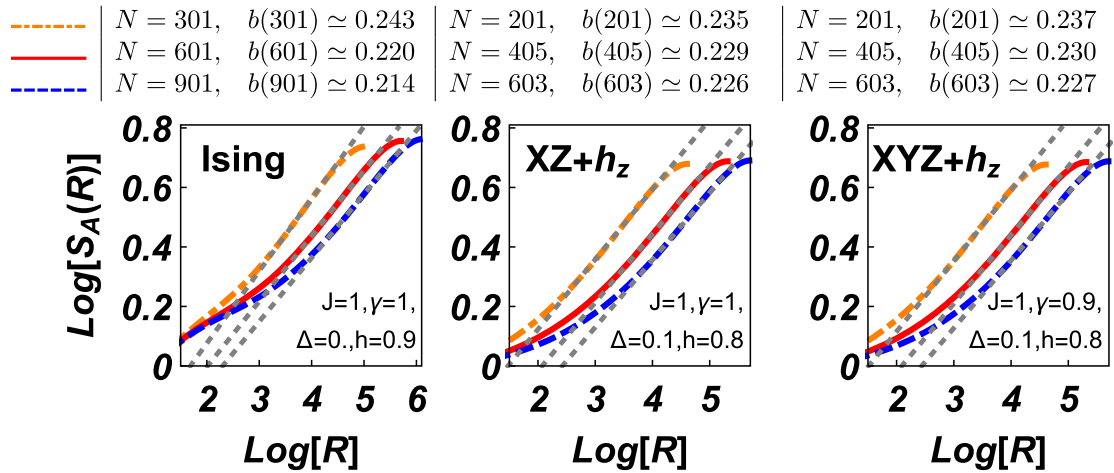 N = 301, b(301) ≃ 0.243 N = 201, b(201) ≃ 0.235 N = 201, b(201) ≃ 0.237
N = 601, b(601) ≃ 0.220 N = 405, b(405) ≃ 0.229 N = 405, b(405) ≃ 0.230
N = 901, b(901) ≃ 0.214 N = 603, b(603) ≃ 0.226 N = 603, b(603) ≃ 0.227
Log[S_A(R)]
0.8
0.6
0.4
0.2
0
Ising
J=1,γ=1,
Δ=0.,h=0.9
2 3 4 5 6
Log[R]
0.8
0.6
0.4
0.2
0
XZ+h_z
J=1,γ=1,
Δ=0.1,h=0.8
2 3 4 5
Log[R]
0.8
0.6
0.4
0.2
0
XYZ+h_z
J=1,γ=0.9,
Δ=0.1,h=0.8
2 3 4 5
Log[R]